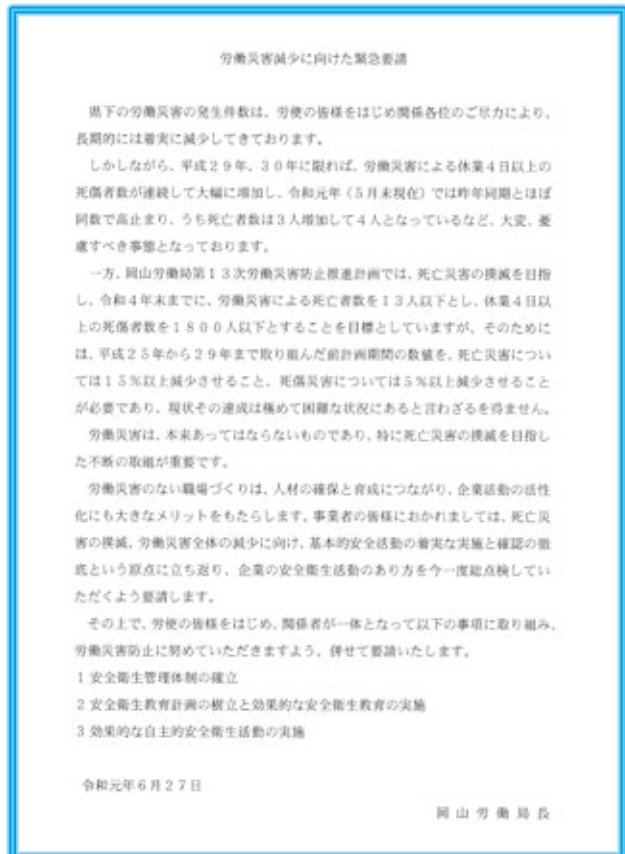 労働災害減少に向けた緊急要請
県下の労働災害の発生件数は、労使の皆様をはじめ関係各位のご尽力により、
長期的には着実に減少してきております。
しかしながら、平成２９年、３０年に限れば、労働災害による休業４日以上の
死傷者数が連続して大幅に増加し、令和元年（５月末現在）では昨年同期とほぼ
同数で高止まり、うち死亡者数は３人増加して４人となっているなど、大変、憂
慮すべき事態となっております。
一方、岡山労働局第１３次労働災害防止推進計画では、死亡災害の撲滅を目指
し、令和４年末までに、労働災害による死亡者数を１３人以下とし、休業４日以
上の死傷者数を１８００人以下とすることを目標としていますが、そのために
は、平成２５年から２９年まで取り組んだ前計画期間の数値を、死亡災害につい
ては１５％以上減少させること、死傷災害については５％以上減少させること
が必要であり、現状その達成は極めて困難な状況にあると言わざるを得ません。
労働災害は、本来あってはならないものであり、特に死亡災害の撲滅を目指し
た不断の取組が重要です。
労働災害のない職場づくりは、人材の確保と育成につながり、企業活動の活性
化にも大きなメリットをもたらします。事業者の皆様におかれましては、死亡災
害の撲滅、労働災害全体の減少に向け、基本的安全活動の着実な実施と確認の徹
底という原点に立ち返り、企業の安全衛生活動のあり方を今一度総点検してい
ただくよう要請します。
その上で、労使の皆様をはじめ、関係者が一体となって以下の事項に取り組み、
労働災害防止に努めていただきますよう、併せて要請いたします。
１安全衛生管理体制の確立
２安全衛生教育計画の樹立と効果的な安全衛生教育の実施
３効果的な自主的安全衛生活動の実施
令和元年６月２７日
岡山労働局長